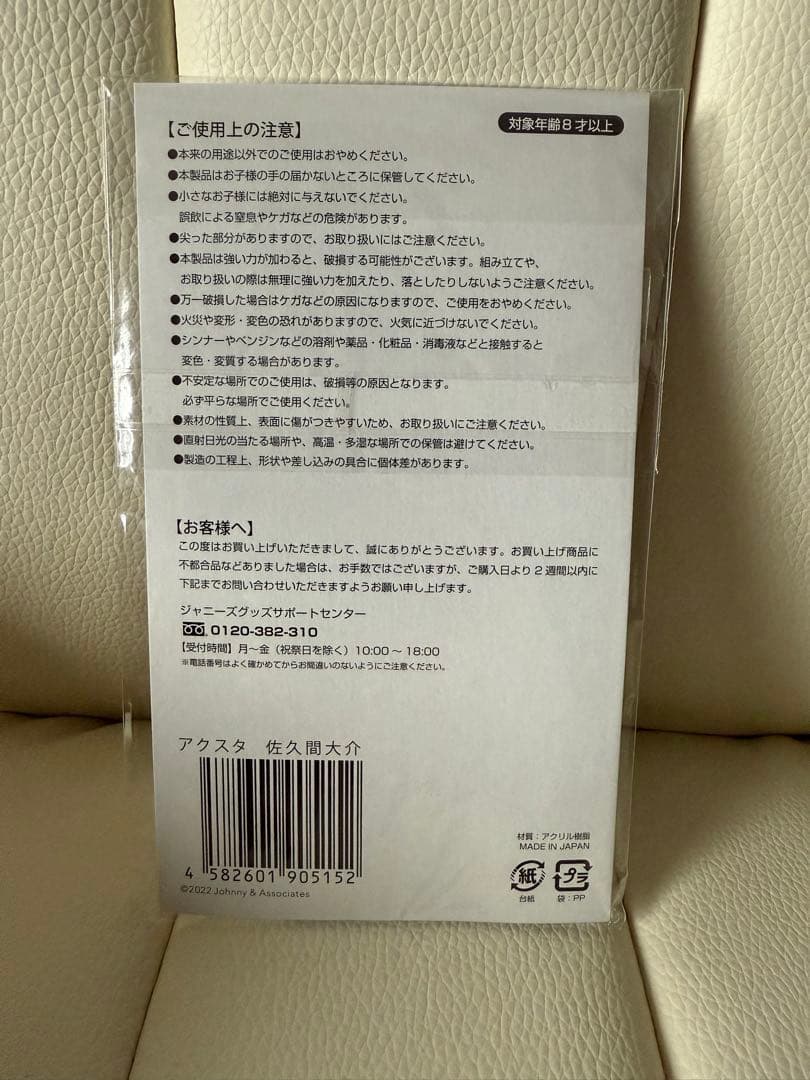 【ご使用上の注意】
対象年齢8才以上
●本来の用途以外でのご使用はおやめください。
●本製品はお子様の手の届かないところに保管してください。
●小さなお子様には絶対に与えないでください。
誤飲による窒息やケガなどの危険があります。
●尖った部分がありますので、お取り扱いにはご注意ください。
●本製品は強い力が加わると、破損する可能性がございます。組み立てや、
お取り扱いの際は無理に強い力を加えたり、落としたりしないようご注意ください。
●万一破損した場合はケガなどの原因になりますので、ご使用をおやめください。
●火災や変形・変色の恐れがありますので、火気に近づけないでください。
●シンナーやベンジンなどの溶剤や薬品・化粧品・消毒液などと接触すると
変色・変質する場合があります。
●不安定な場所でのご使用は、破損等の原因となります。
必ず平らな場所でご使用ください。
●素材の性質上、表面に傷がつきやすいため、お取り扱いにご注意ください。
●直射日光の当たる場所や、高温・多湿な場所での保管は避けてください。
●製造の工程上、形状や差し込みの具合に個体差があります。
【お客様へ】
この度はお買い上げいただきまして、誠にありがとうございます。お買い上げ商品に
不都合品などありました場合は、お手数ではございますが、ご購入日より2週間以内に
下記までお問い合わせいただきますようお願い申し上げます。
ジャニーズグッズサポートセンター
0120-382-310
【受付時間】月～金（祝祭日を除く）10:00～18:00
※電話番号はよく確かめてからお間違いのないようにご注意ください。
アクスタ 佐久間大介
4 582601 905152
©2022 Johnny & Associates
材質：アクリル樹脂
MADE IN JAPAN
紙 プラ
台紙 袋：PP